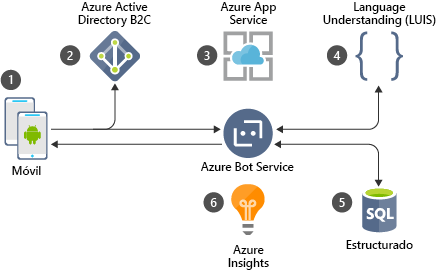 Azure Active
Directory B2C
Azure App
Service
Language
Understanding (LUIS)
1
2
3
4
Móvil
Azure Bot Service
6
5
SQL
Azure
Insights
Estructurado